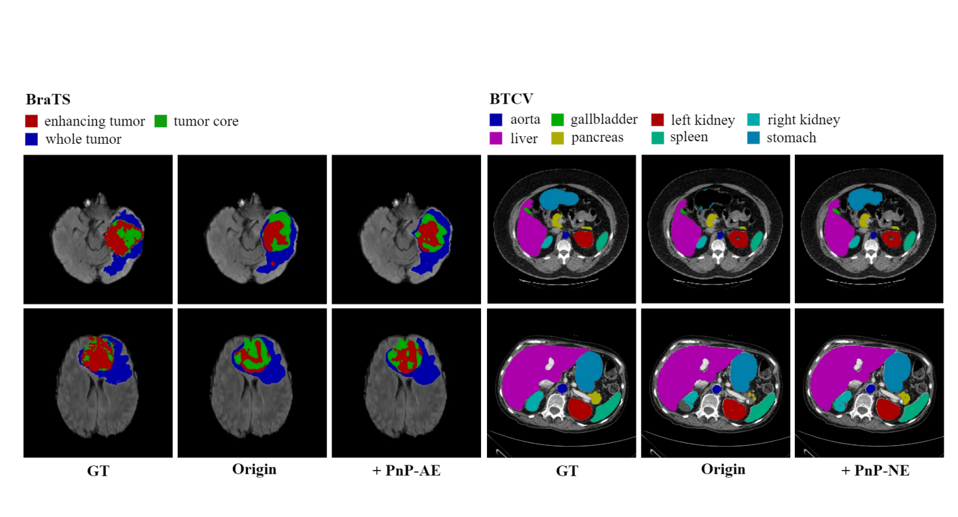 BraTS
enhancing tumor tumor core
whole tumor
BTCV
aorta gallbladder left kidney right kidney
liver pancreas spleen stomach
GT Origin + PnP-AE GT Origin + PnP-NE